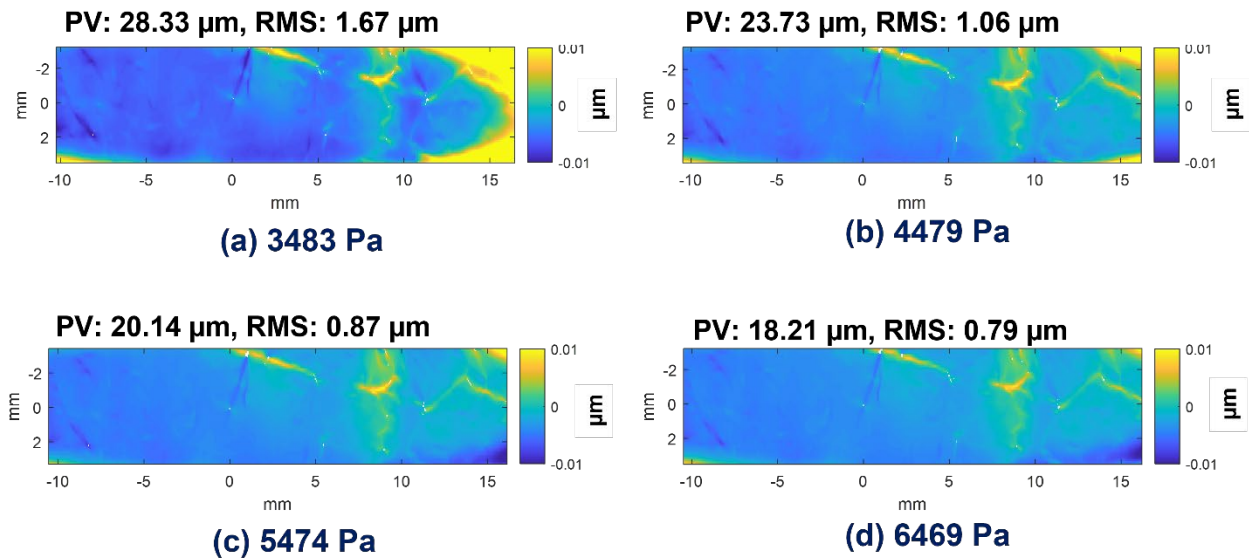 PV: 28.33 µm, RMS: 1.67 µm
-2
0
2
mm
-10
-5
0
5
10
15
mm
0.01
0
-0.01
µm
(a) 3483 Pa
PV: 23.73 µm, RMS: 1.06 µm
-2
0
2
mm
-10
-5
0
5
10
15
mm
0.01
0
-0.01
µm
(b) 4479 Pa
PV: 20.14 µm, RMS: 0.87 µm
-2
0
2
mm
-10
-5
0
5
10
15
mm
0.01
0
-0.01
µm
(c) 5474 Pa
PV: 18.21 µm, RMS: 0.79 µm
-2
0
2
mm
-10
-5
0
5
10
15
mm
0.01
0
-0.01
µm
(d) 6469 Pa